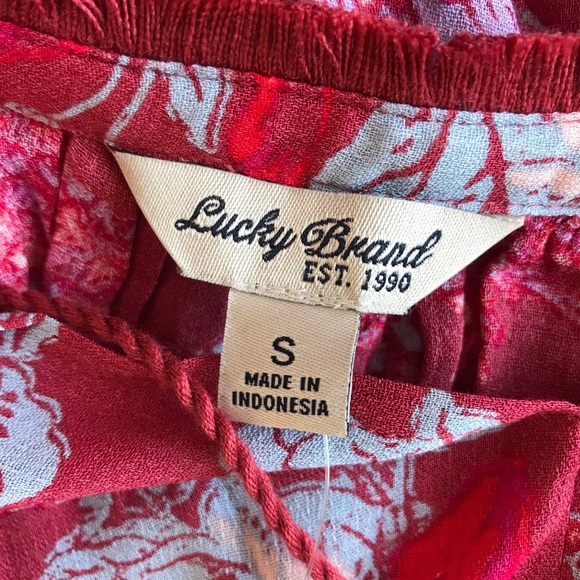 Lucky Brand
EST. 1990
S
MADE IN
INDONESIA